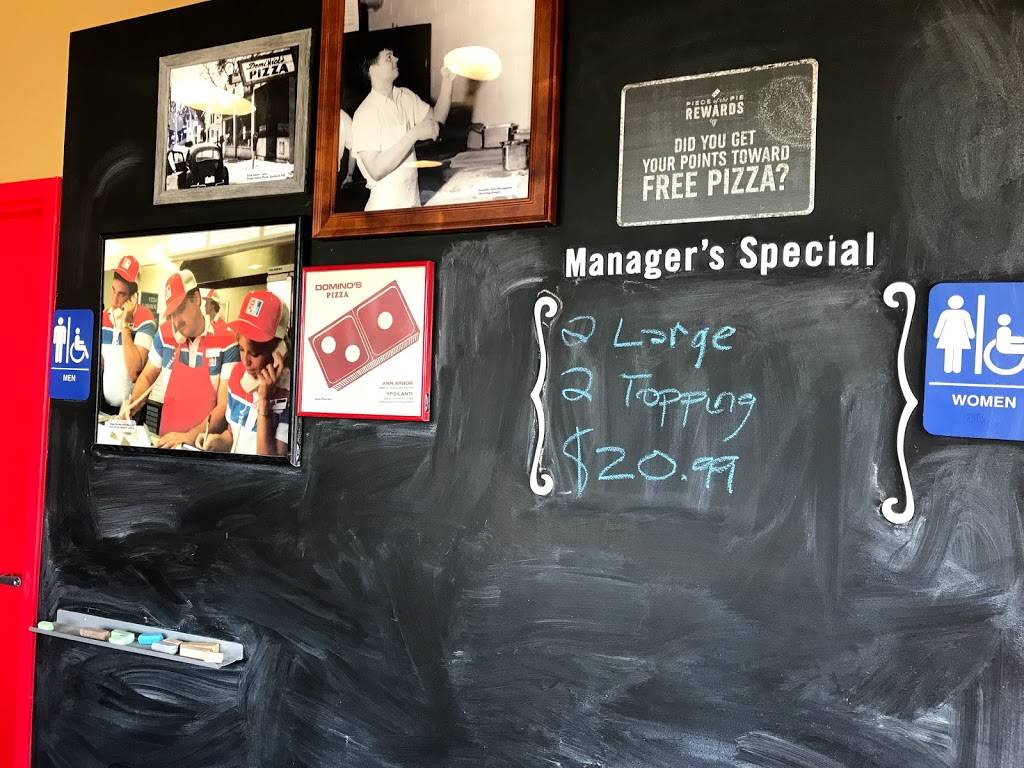 DomiNick's
PIZZA
PIECE of the PIE
REWARDS
DID YOU GET
YOUR POINTS TOWARD
FREE PIZZA?
Manager's Special
2 Large
2 Topping
$20.99
DOMINO'S
PIZZA
ANN ARBOR
YPSILANTI
MEN
WOMEN